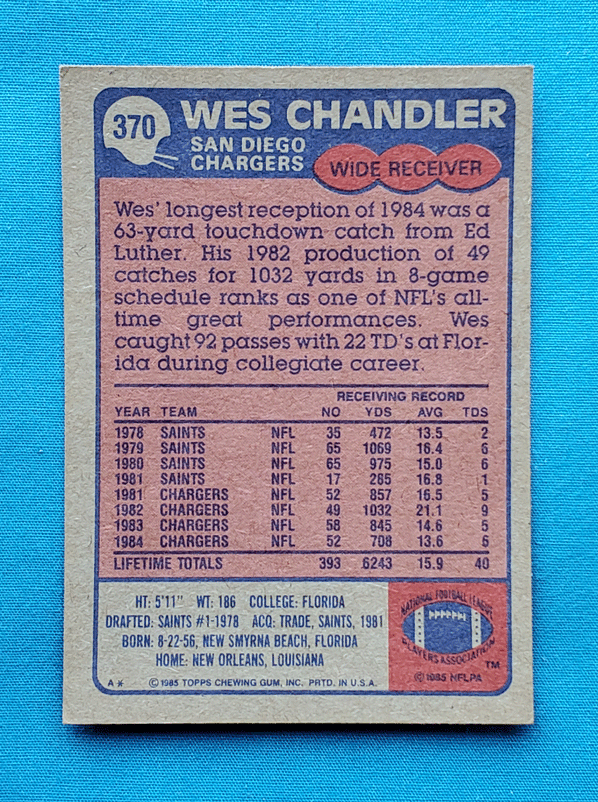 370
WES CHANDLER
SAN DIEGO
CHARGERS
WIDE RECEIVER
Wes' longest reception of 1984 was a
63-yard touchdown catch from Ed
Luther. His 1982 production of 49
catches for 1032 yards in 8-game
schedule ranks as one of NFL's all-
time great performances. Wes
caught 92 passes with 22 TD's at Flor-
ida during collegiate career.
RECEIVING RECORD
YEAR TEAM NO YDS AVG TDS
1978 SAINTS NFL 35 472 13.5 2
1979 SAINTS NFL 65 1069 16.4 6
1980 SAINTS NFL 65 975 15.0 6
1981 SAINTS NFL 17 285 16.8 1
1981 CHARGERS NFL 52 857 16.5 5
1982 CHARGERS NFL 49 1032 21.1 9
1983 CHARGERS NFL 58 845 14.6 5
1984 CHARGERS NFL 52 708 13.6 6
LIFETIME TOTALS 393 6243 15.9 40
HT: 5'11" WT: 186 COLLEGE: FLORIDA
DRAFTED: SAINTS #1-1978 ACQ: TRADE, SAINTS, 1981
BORN: 8-22-56, NEW SMYRNA BEACH, FLORIDA
HOME: NEW ORLEANS, LOUISIANA
A* © 1985 TOPPS CHEWING GUM, INC. PRTD. IN U.S.A.
NATIONAL FOOTBALL LEAGUE
PLAYERS ASSOCIATION
TM
© 1985 NFLPA